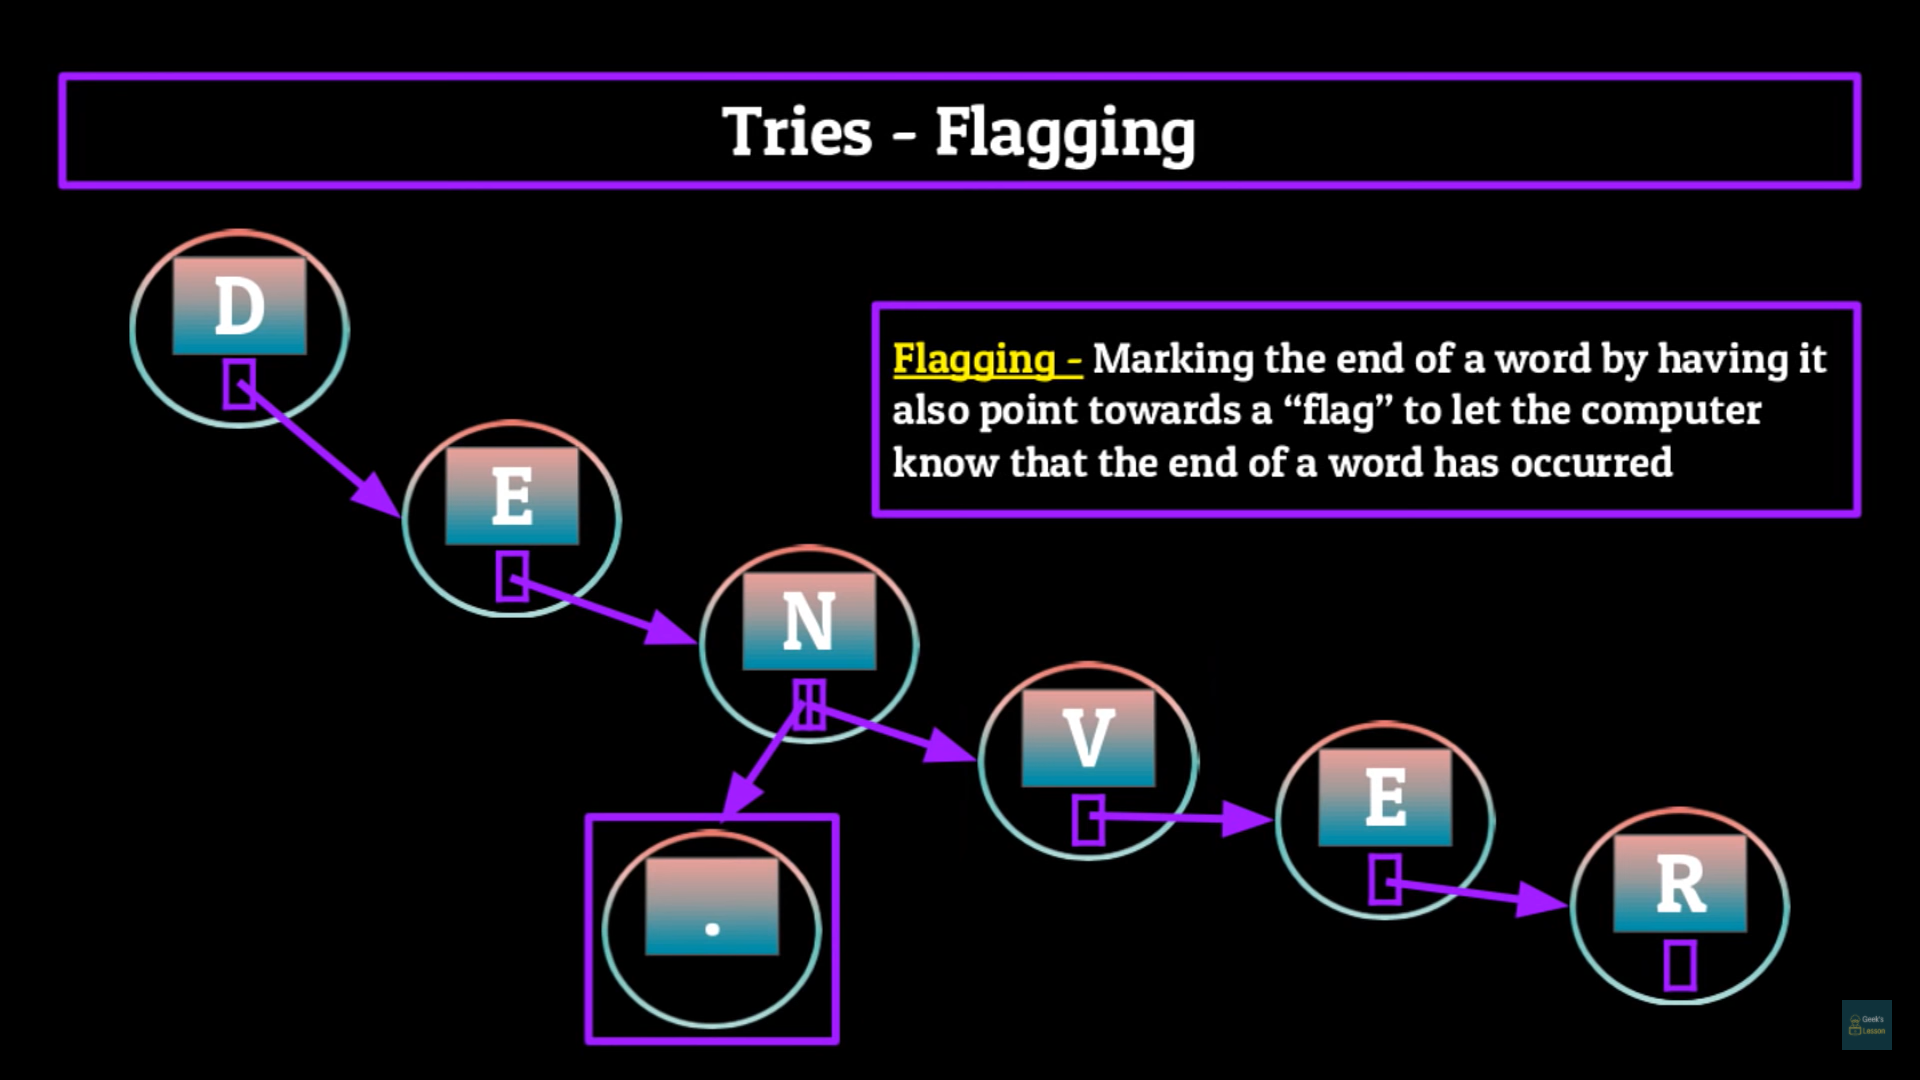 Tries - Flagging
D
Flagging - Marking the end of a word by having it
also point towards a “flag” to let the computer
know that the end of a word has occurred
E
N
V
E
R
.
Geek's
Lesson